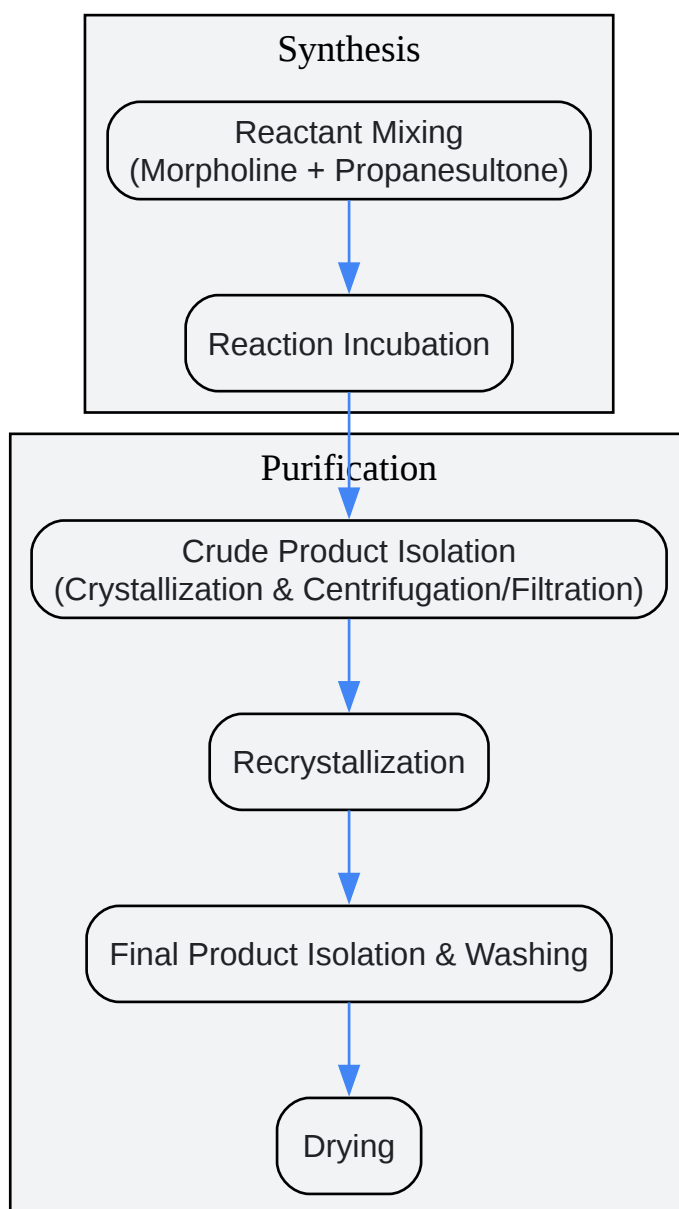 Synthesis
Reactant Mixing
(Morpholine + Propanesultone)
Reaction Incubation
Purification
Crude Product Isolation
(Crystallization & Centrifugation/Filtration)
Recrystallization
Final Product Isolation & Washing
Drying